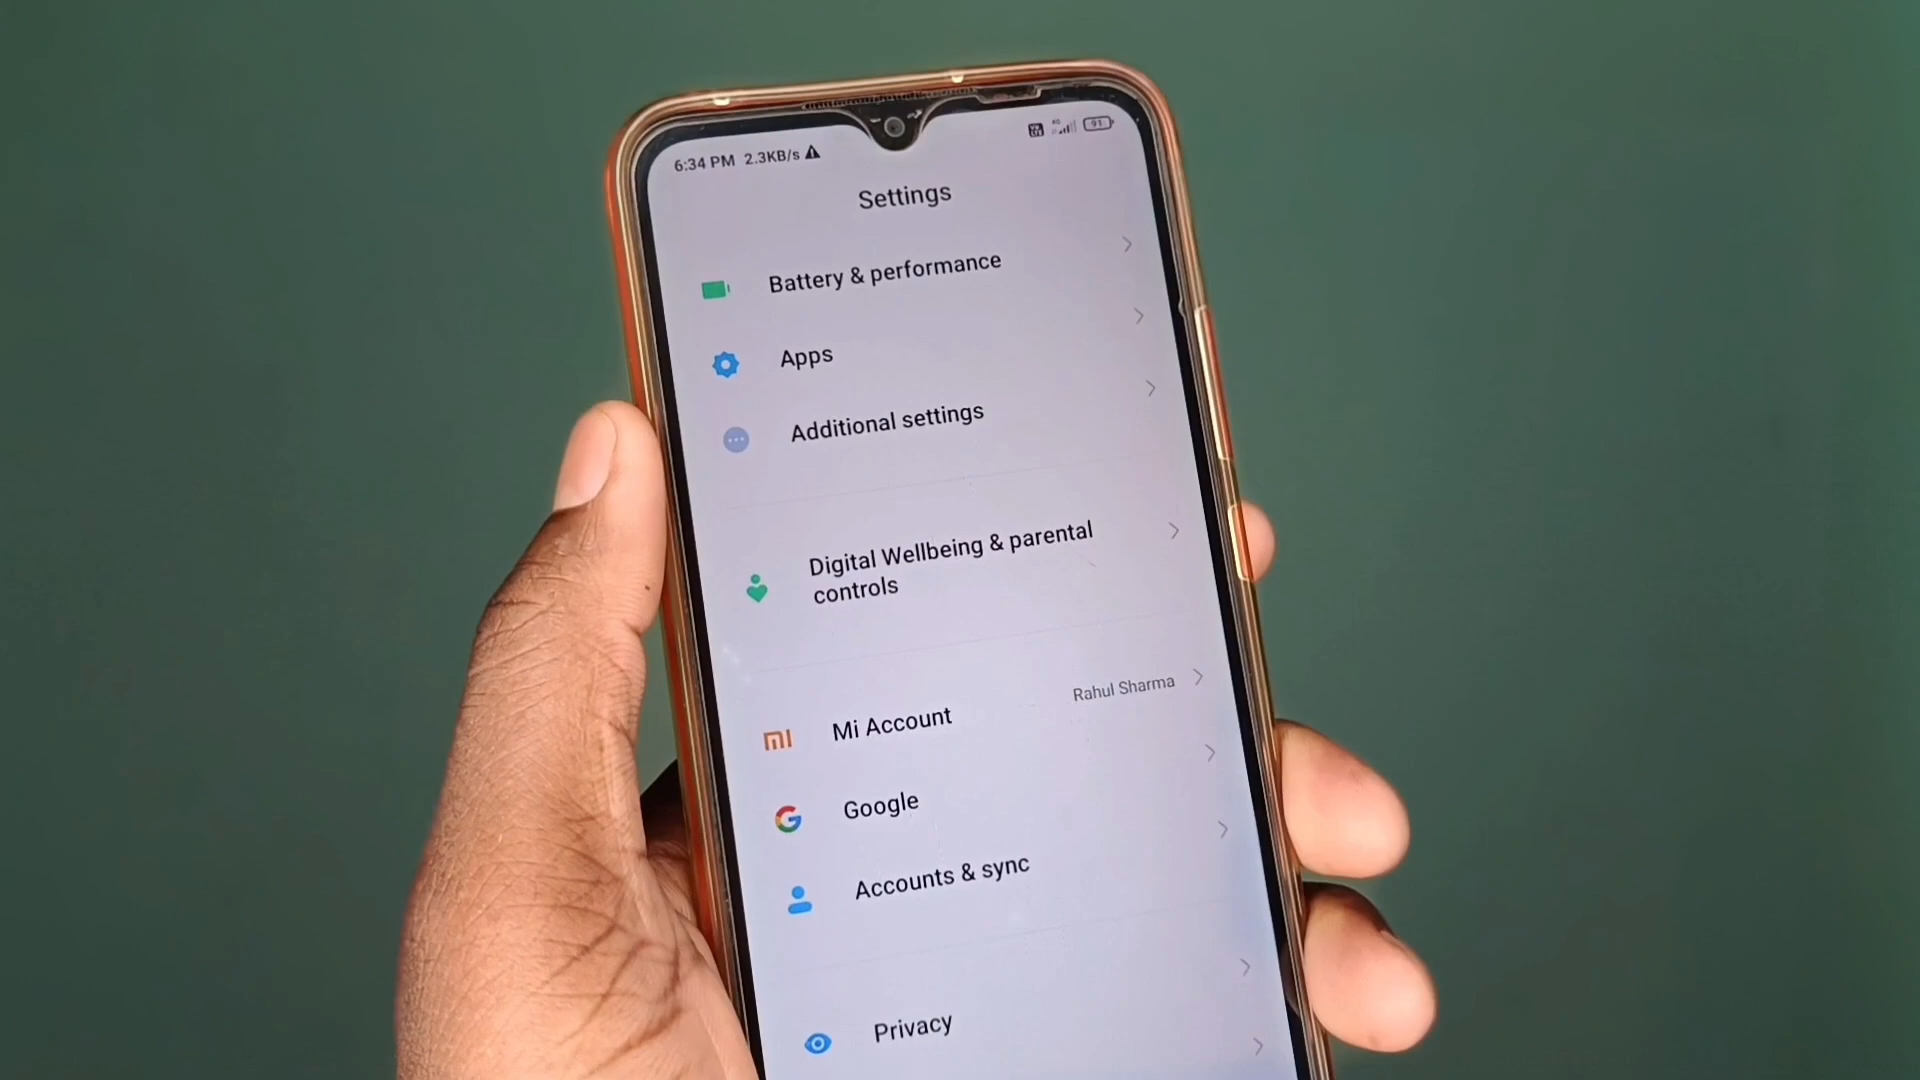 6:34 PM 2.3KB/s
91
Settings
Battery & performance
Apps
Additional settings
Digital Wellbeing & parental
controls
Mi Account
Rahul Sharma
Google
Accounts & sync
Privacy